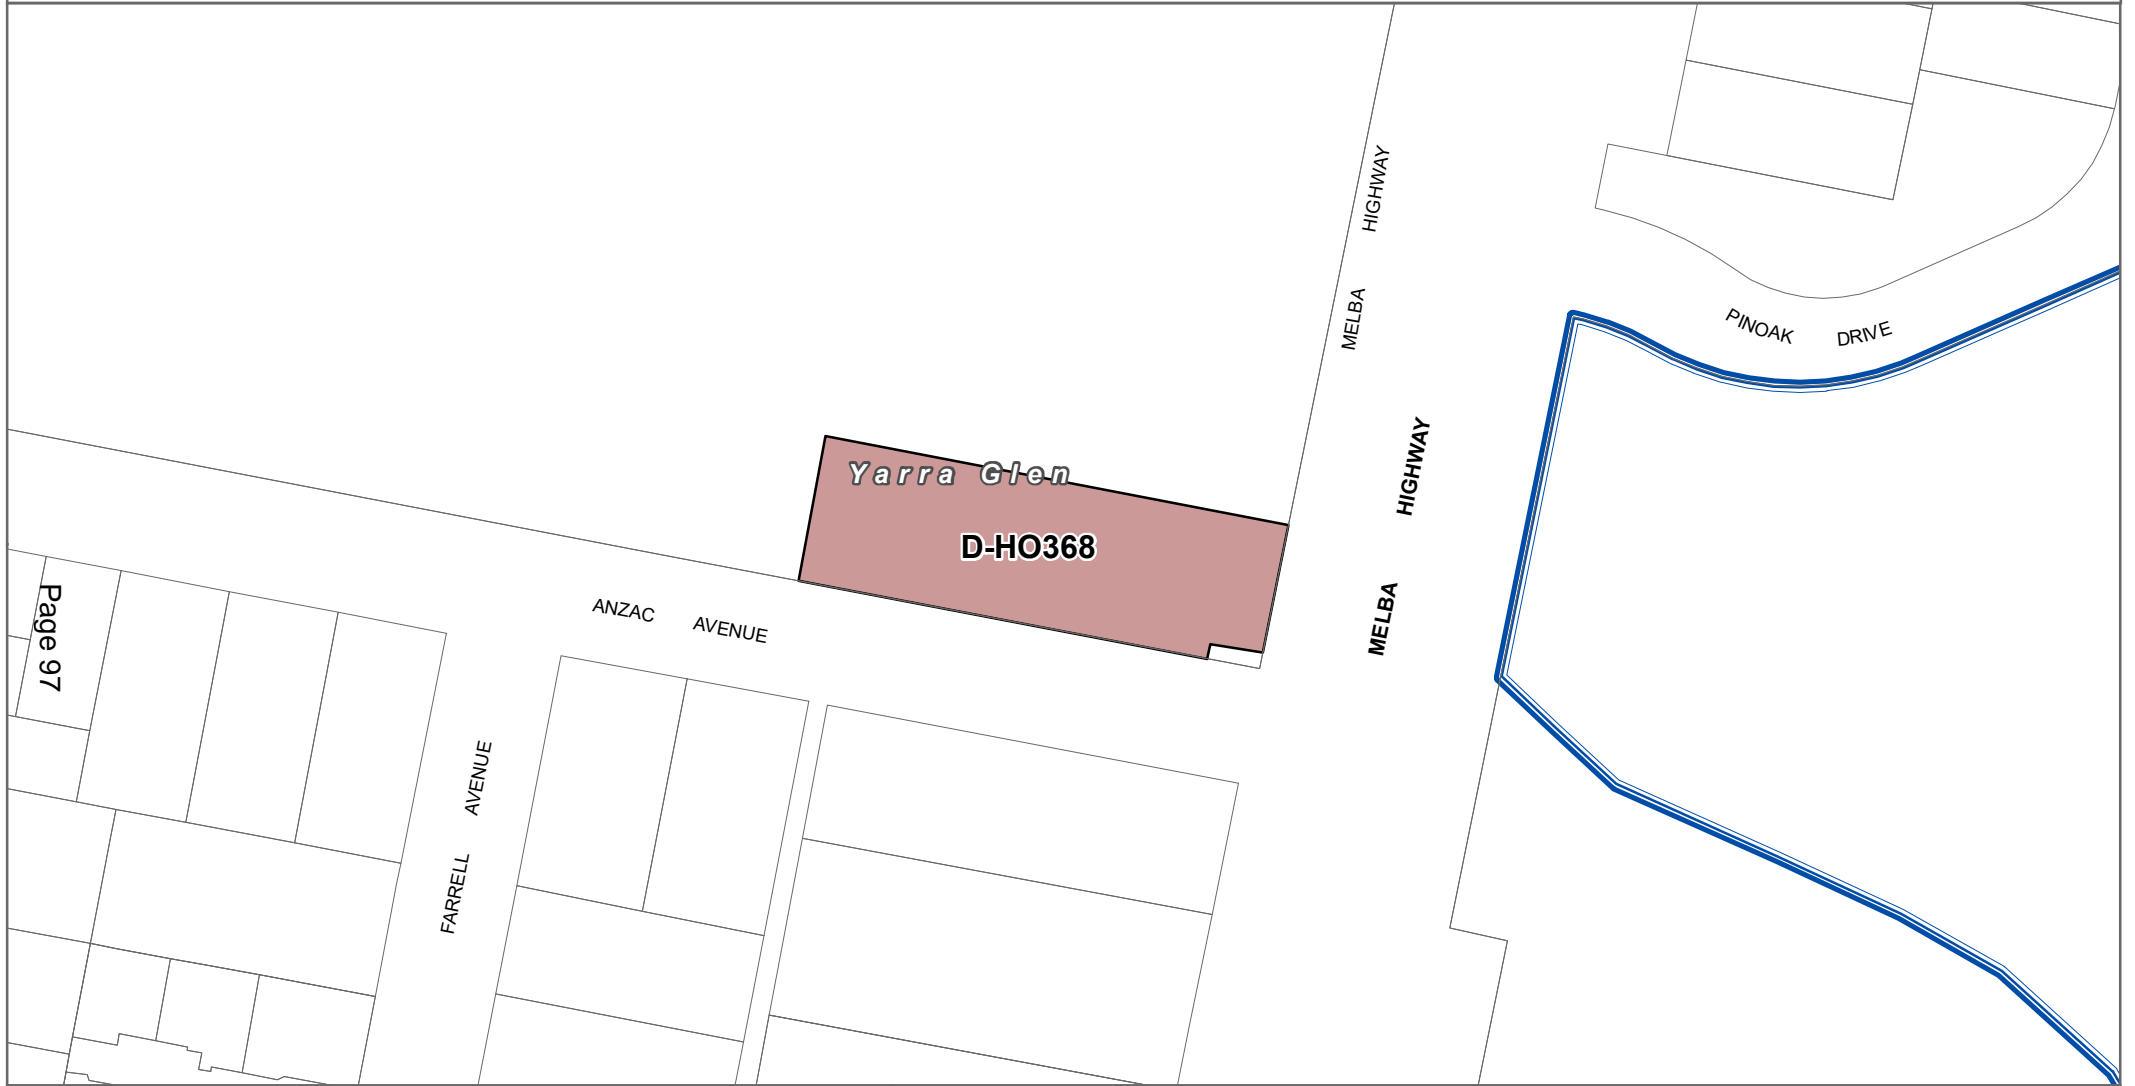 MELBA HIGHWAY
PINOAK DRIVE
MELBA HIGHWAY
Yarra Glen
D-HO368
ANZAC AVENUE
Page 97
FARRELL AVENUE